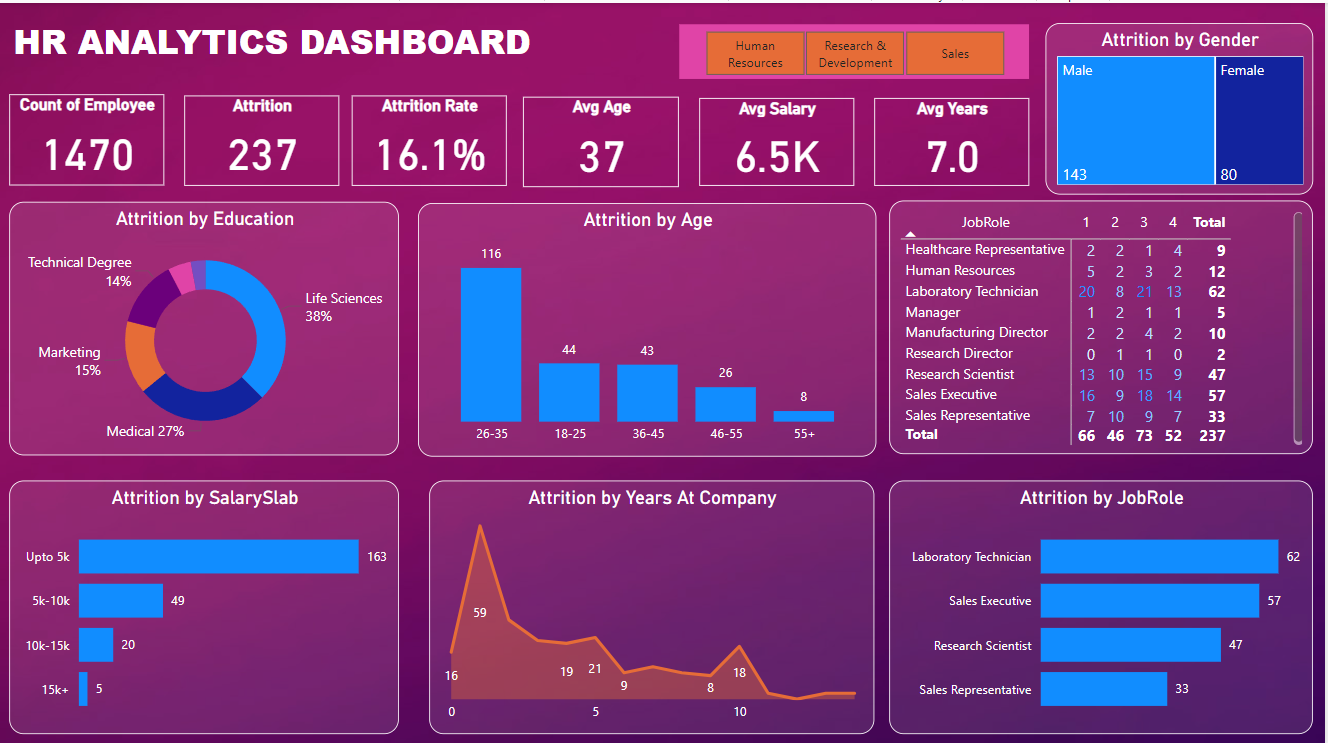 HR ANALYTICS DASHBOARD
Human
Resources
Research &
Development
Sales
Attrition by Gender
Male
143
Female
80
Count of Employee
1470
Attrition
237
Attrition Rate
16.1%
Avg Age
37
Avg Salary
6.5K
Avg Years
7.0
Attrition by Education
Technical Degree
14%
Life Sciences
38%
Marketing
15%
Medical 27%
Attrition by Age
116
44
43
26
8
26-35 18-25 36-45 46-55 55+
JobRole 1 2 3 4 Total
Healthcare Representative 2 2 1 4 9
Human Resources 5 2 3 2 12
Laboratory Technician 20 8 21 13 62
Manager 1 2 1 1 5
Manufacturing Director 2 2 4 2 10
Research Director 0 1 1 0 2
Research Scientist 13 10 15 9 47
Sales Executive 16 9 18 14 57
Sales Representative 7 10 9 7 33
Total 66 46 73 52 237
Attrition by SalarySlab
Upto 5k 163
5k-10k 49
10k-15k 20
15k+ 5
Attrition by Years At Company
59
16
19
21
9
8
18
0 5 10
Attrition by JobRole
Laboratory Technician 62
Sales Executive 57
Research Scientist 47
Sales Representative 33